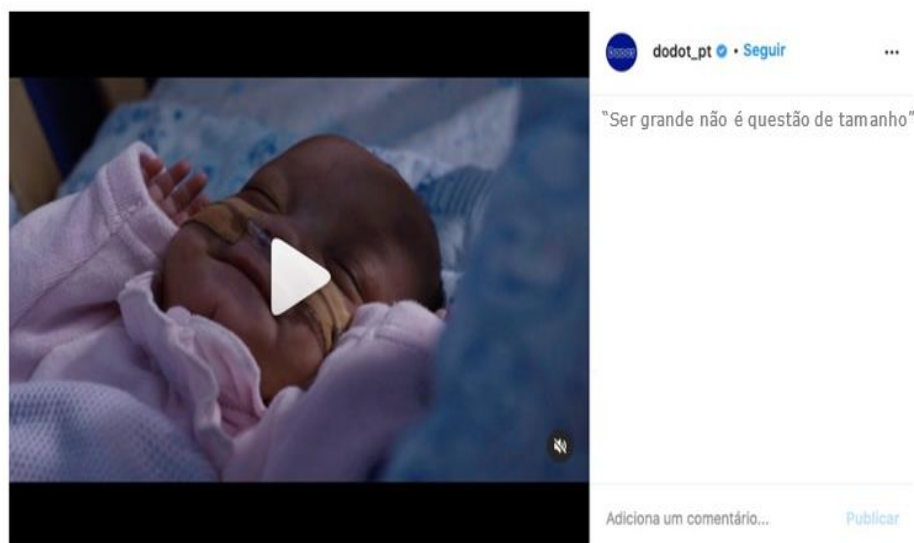 dodot_pt • Seguir
...
“Ser grande não é questão de tamanho”
Adiciona um comentário...
Publicar